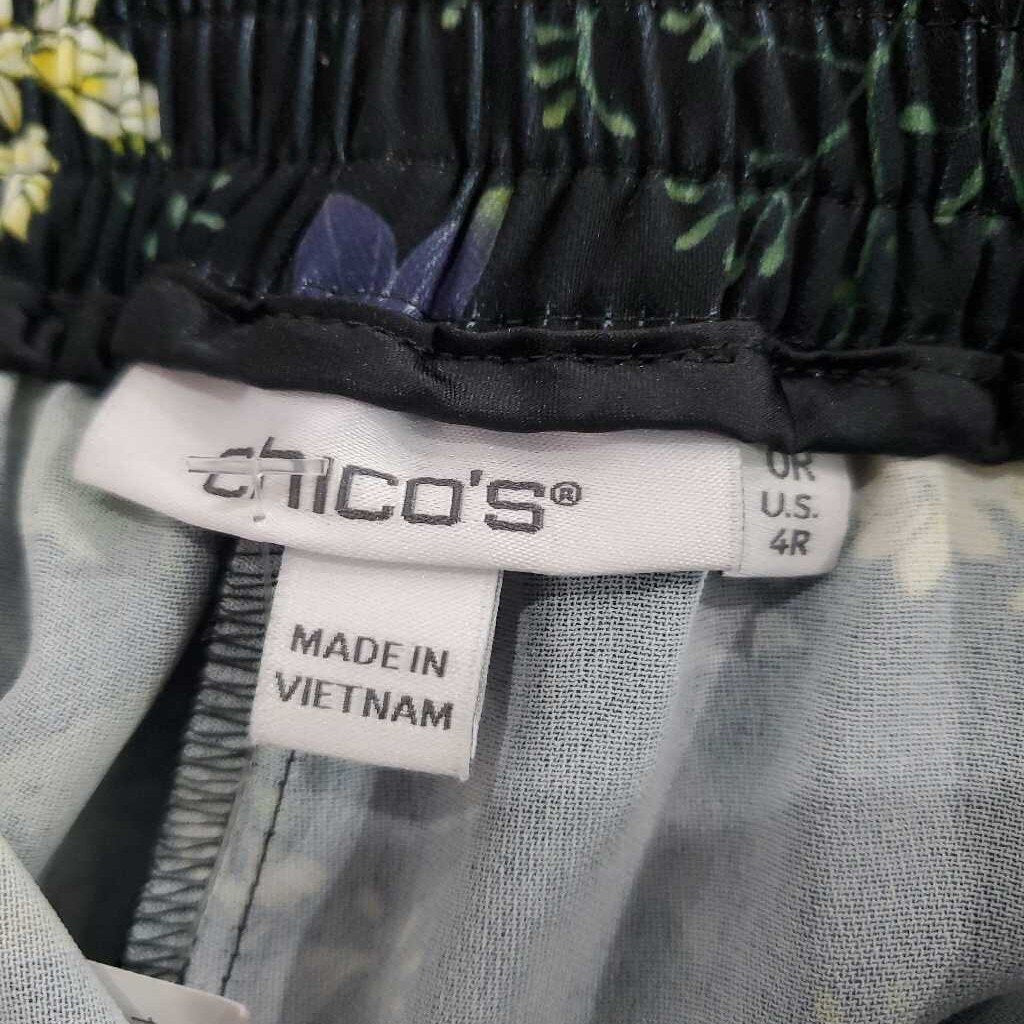 chico's®
0R
U.S.
4R
MADE IN
VIETNAM